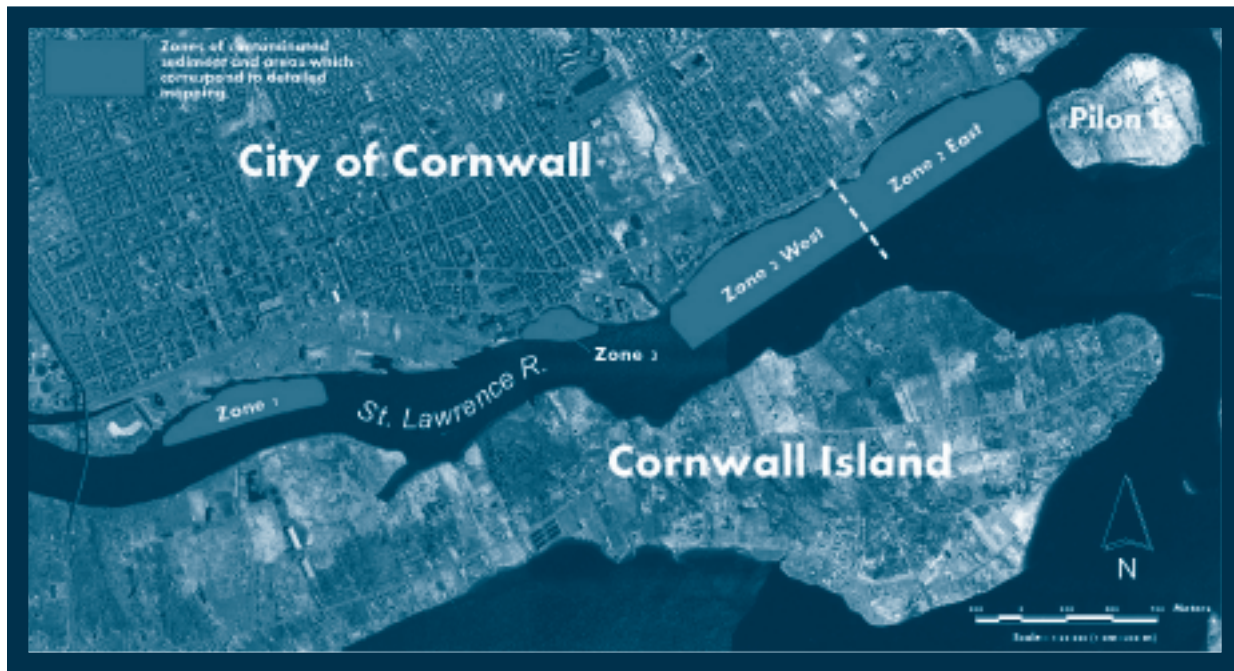 Zones of contaminated
sediment and areas which
correspond to detailed
mapping.
City of Cornwall
Pilon Is
Zone 2 East
Zone 2 West
Zone 3
Zone 1
St. Lawrence R.
Cornwall Island
N
Meters
Scale